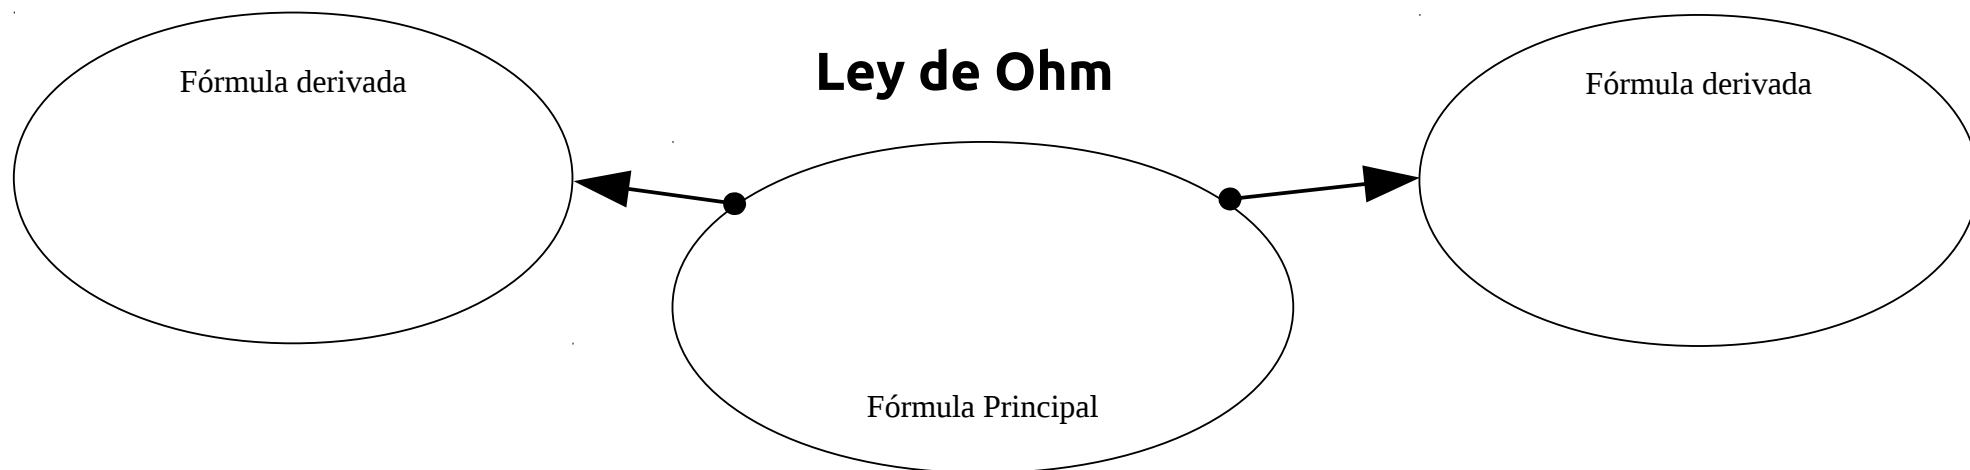 Ley de Ohm
Fórmula derivada
Fórmula derivada
Fórmula Principal